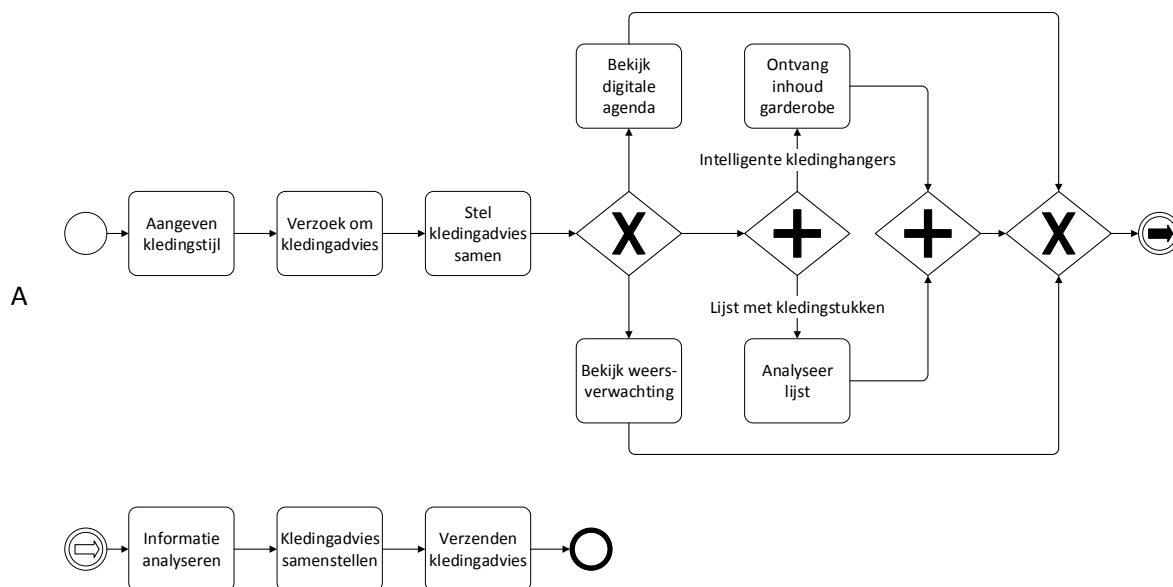 Bekijk
digitale
agenda
Ontvang
inhoud
garderobe
Intelligente kledinghangers
Aangeven
kledingstijl
Verzoek om
kledingadvies
Stel
kledingadvies
samen
X
X
A
Lijst met kledingstukken
Bekijk weers-
verwachting
Analyseer
lijst
Informatie
analyseren
Kledingadvies
samenstellen
Verzenden
kledingadvies